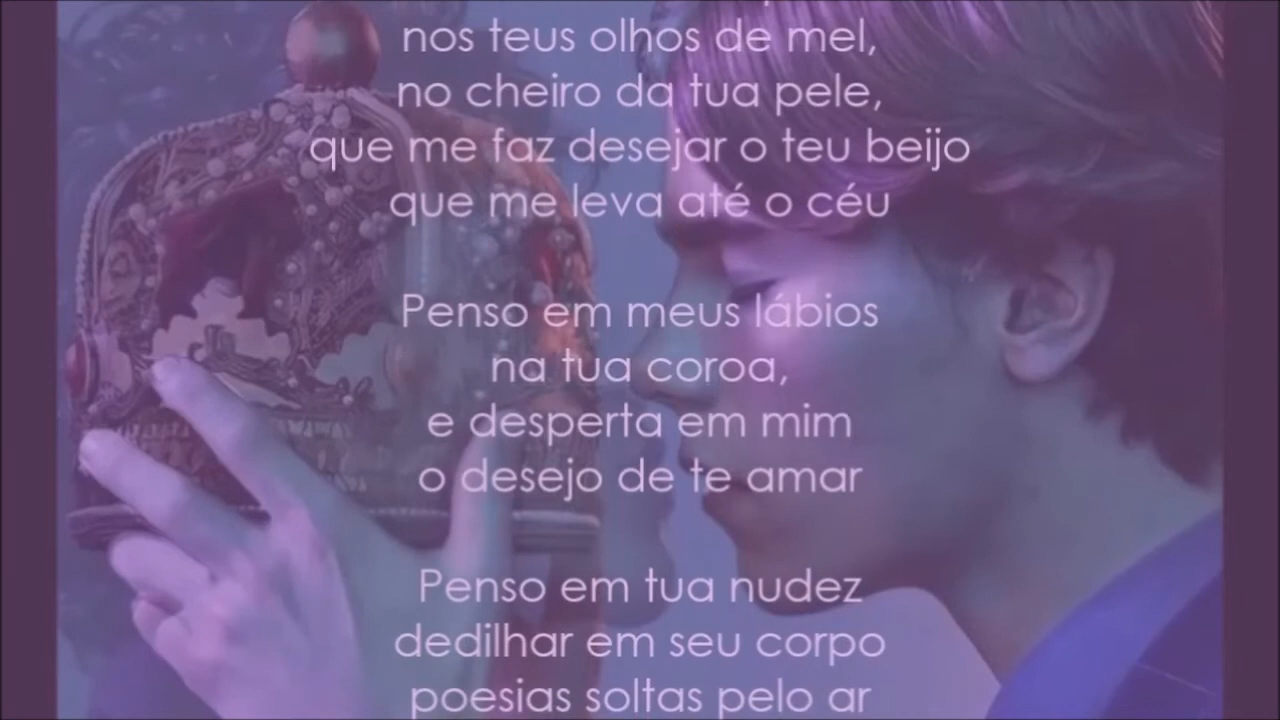 nos teus olhos de mel,
no cheiro da tua pele,
que me faz desejar o teu beijo
que me leva até o céu
Penso em meus lábios
na tua coroa,
e desperta em mim
o desejo de te amar
Penso em tua nudez
dedilhar em seu corpo
poesias soltas pelo ar